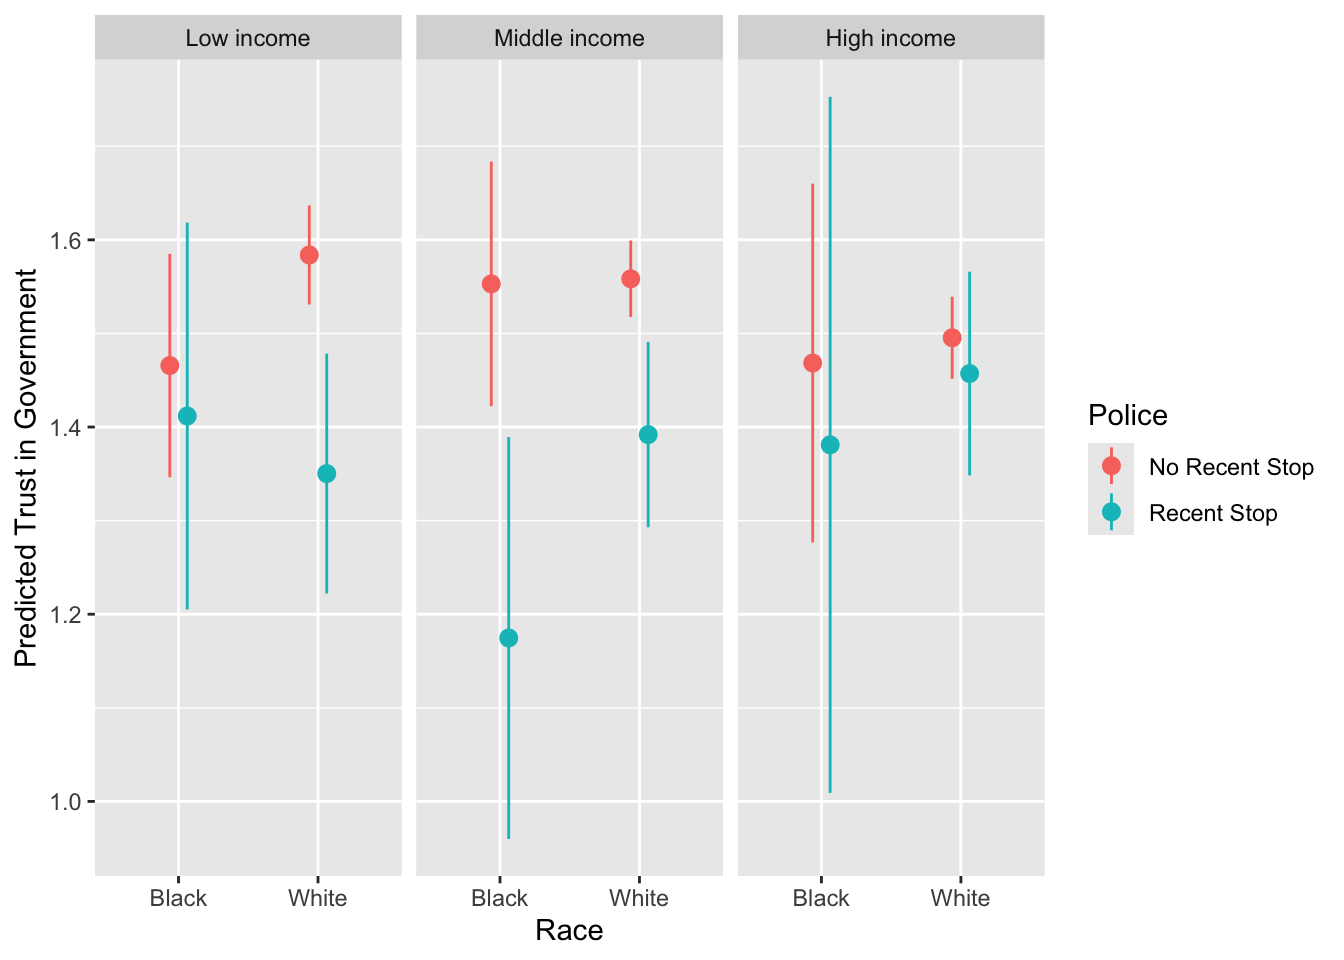 Low income
Middle income
High income
Predicted Trust in Government
1.6
1.4
1.2
1.0
Black
White
Black
White
Black
White
Race
Police
No Recent Stop
Recent Stop